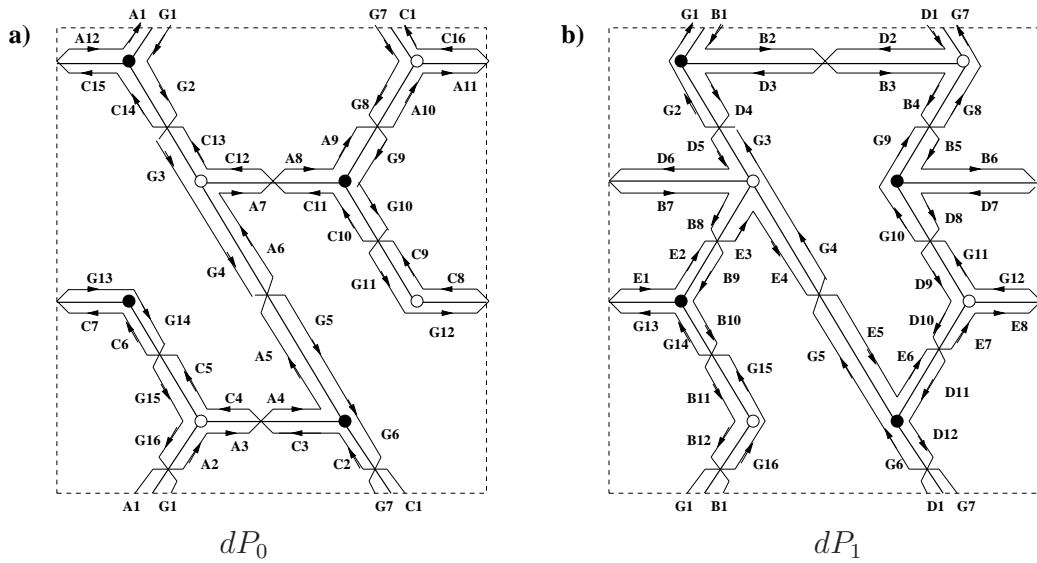 a) A1 G1 G7 C1 b) G1 B1 D1 G7
A12 C16 B2 D2
C15 G2 A11 D3 B3
C14 G8 A10 G2 D4 B4 G8
C13 A9 G3 G9
G3 C12 A8 G9 D5 B5
D6 B6
A7 C11 G10 B7 D7
C10 B8 D8
A6 C9 E2 E3 G4 G10 G11
G4 G11 C8 E1 B9 E4 D9 G12
G13
C7 G14 G5 G12 G13 B10 E5 D10 E8
C6 G14 E7
A5 G5 E6
C5 G15
G15 C4 A4 B11 D11
G16 A3 C3 G6 B12 D12
A2 C2 G16 G6
A1 G1 G7 C1 G1 B1 D1 G7
dP0 dP1